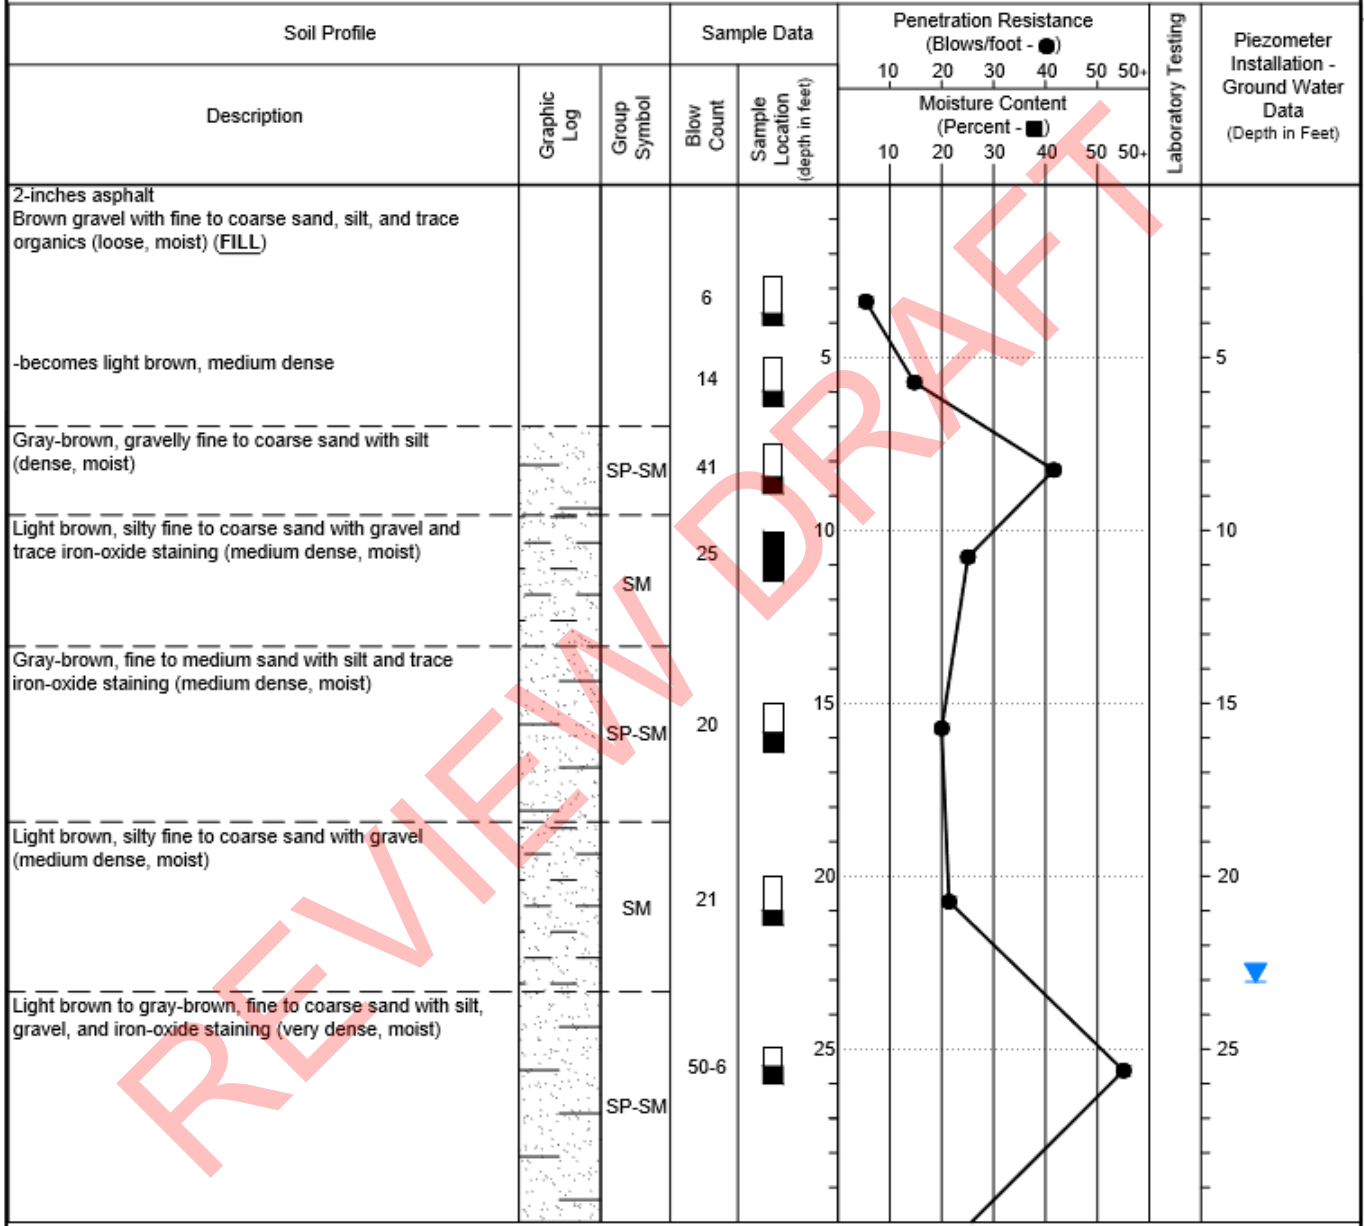 Soil Profile
Sample Data
Penetration Resistance
(Blows/foot - ●)
10 20 30 40 50 50+
Laboratory Testing
Piezometer
Installation -
Ground Water
Data
(Depth in Feet)
Description
Graphic
Log
Group
Symbol
Blow
Count
Sample
Location
(depth in feet)
Moisture Content
(Percent - ■)
10 20 30 40 50 50+
2-inches asphalt
Brown gravel with fine to coarse sand, silt, and trace
organics (loose, moist) (FILL)
6
-becomes light brown, medium dense
14
5
5
Gray-brown, gravelly fine to coarse sand with silt
(dense, moist)
SP-SM
41
Light brown, silty fine to coarse sand with gravel and
trace iron-oxide staining (medium dense, moist)
SM
25
10
10
Gray-brown, fine to medium sand with silt and trace
iron-oxide staining (medium dense, moist)
SP-SM
20
15
15
Light brown, silty fine to coarse sand with gravel
(medium dense, moist)
SM
21
20
20
Light brown to gray-brown, fine to coarse sand with silt,
gravel, and iron-oxide staining (very dense, moist)
SP-SM
50-6
25
25
REVIEW DRAFT